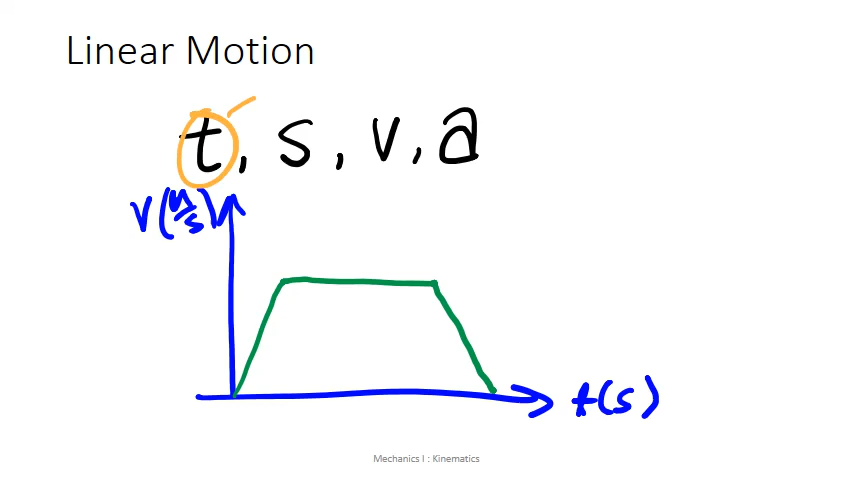 Linear Motion
t, s, v, a
v(m/s)
t(s)
Mechanics I : Kinematics